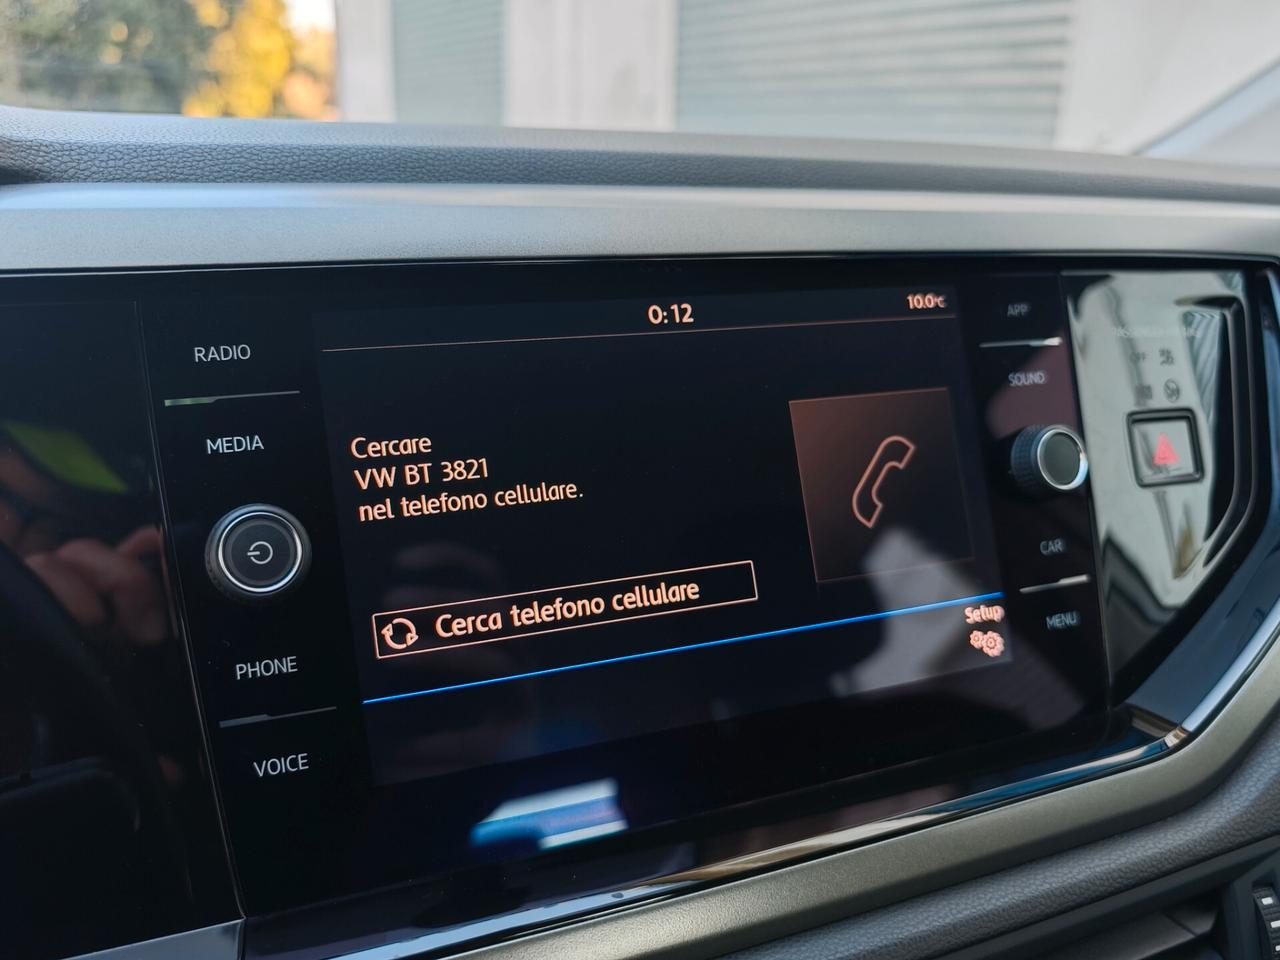 0:12
10.0°C
RADIO
MEDIA
PHONE
VOICE
Cercare
VW BT 3821
nel telefono cellulare.
Cerca telefono cellulare
Setup
APP
SOUND
CAR
MENU
OFF